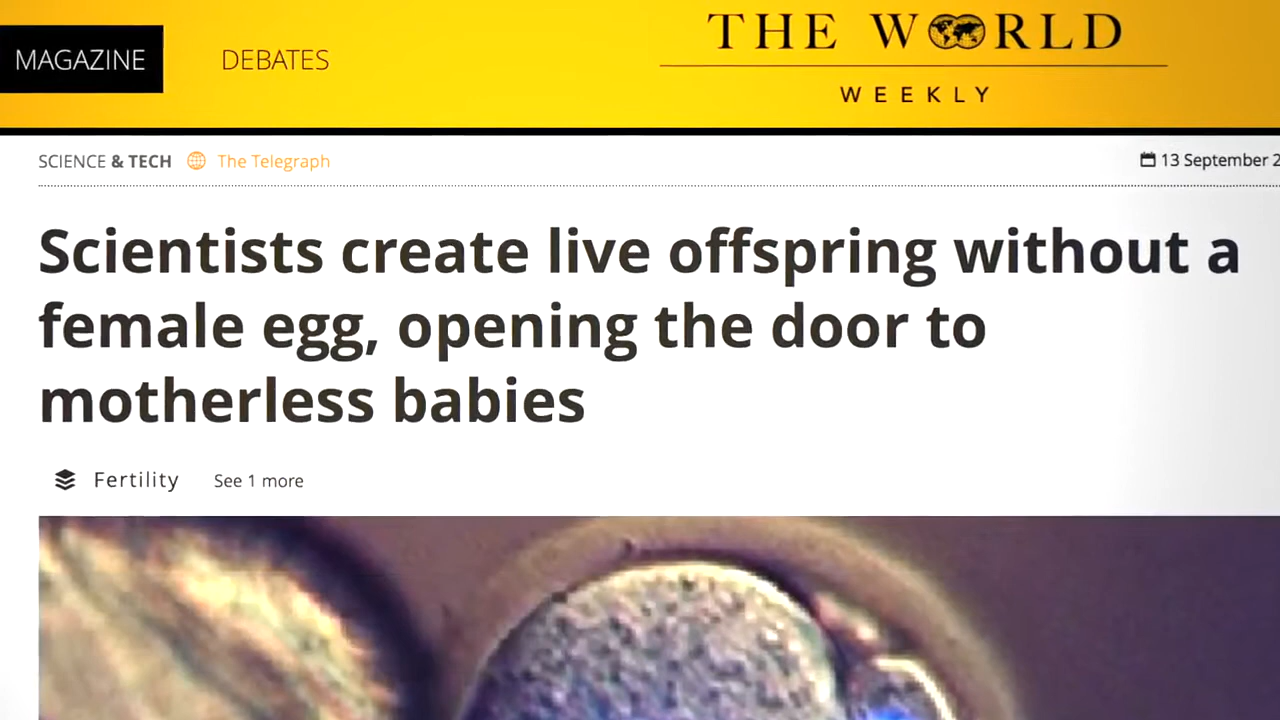 MAGAZINE
DEBATES
THE WORLD
WEEKLY
SCIENCE & TECH The Telegraph
13 September 2
Scientists create live offspring without a
female egg, opening the door to
motherless babies
Fertility See 1 more